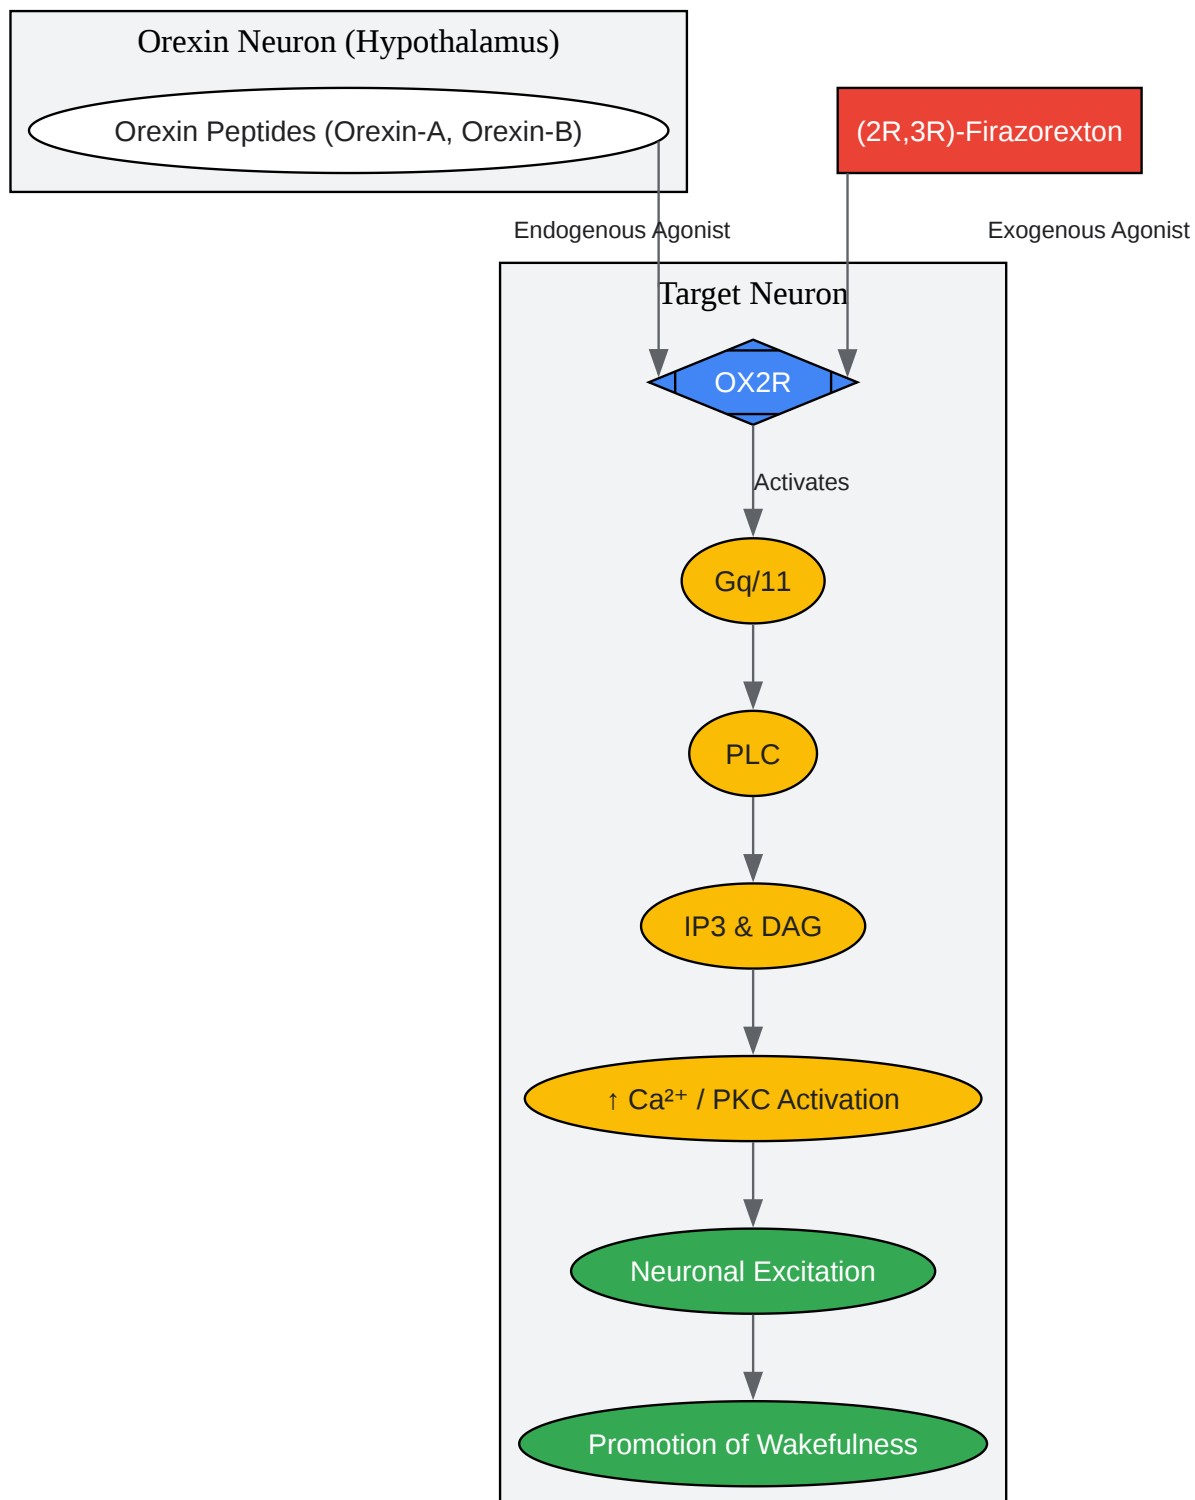 Orexin Neuron (Hypothalamus)
Orexin Peptides (Orexin-A, Orexin-B)
(2R,3R)-Firazorexton
Endogenous Agonist
Exogenous Agonist
Target Neuron
OX2R
Activates
Gq/11
PLC
IP3 & DAG
↑ Ca²⁺ / PKC Activation
Neuronal Excitation
Promotion of Wakefulness